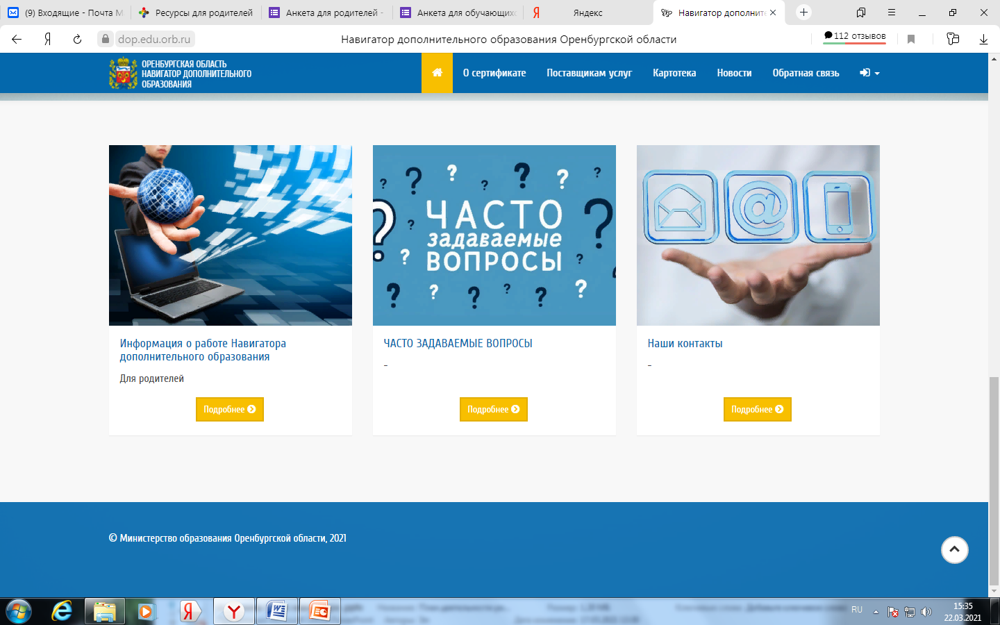 (9) Входящие - Почта M
Ресурсы для родителей
Анкета для родителей -
Анкета для обучающихс
Яндекс
Навигатор дополните
dop.edu.orb.ru
Навигатор дополнительного образования Оренбургской области
112 отзывов
ОРЕНБУРГСКАЯ ОБЛАСТЬ
НАВИГАТОР ДОПОЛНИТЕЛЬНОГО
ОБРАЗОВАНИЯ
О сертификате
Поставщикам услуг
Картотека
Новости
Обратная связь
ЧАСТО
задаваемые
ВОПРОСЫ
Информация о работе Навигатора
дополнительного образования
Для родителей
Подробнее
ЧАСТО ЗАДАВАЕМЫЕ ВОПРОСЫ
-
Подробнее
Наши контакты
-
Подробнее
© Министерство образования Оренбургской области, 2021
RU
15:35
22.03.2021